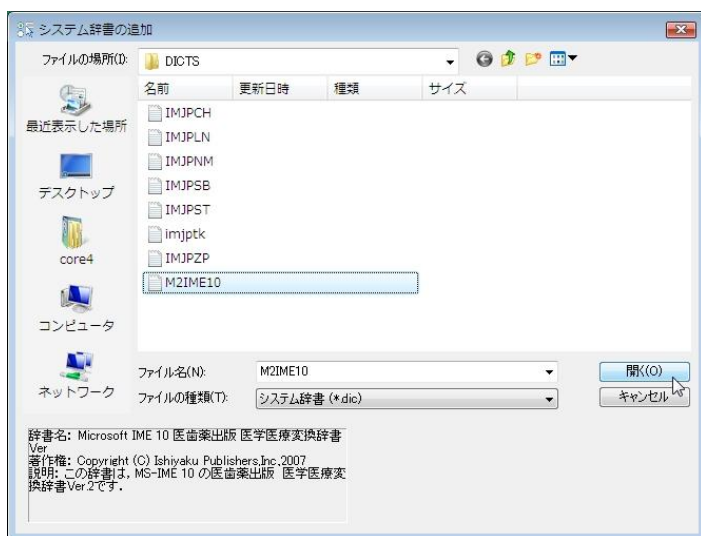 システム辞書の追加
ファイルの場所(I):
DICTS
名前 更新日時 種類 サイズ
最近表示した場所
デスクトップ
core4
コンピュータ
ネットワーク
IMJPCH
IMJPLN
IMJPNM
IMJPSB
IMJPST
imjptk
IMJPZP
M2IME10
ファイル名(N): M2IME10 開く(O)
ファイルの種類(T): システム辞書 (*.dic) キャンセル
辞書名: Microsoft IME 10 医歯薬出版 医学医療変換辞書
Ver
著作権: Copyright (C) Ishiyaku Publishers,Inc.2007
説明: この辞書は, MS-IME 10 の医歯薬出版 医学医療変
換辞書Ver.2です.